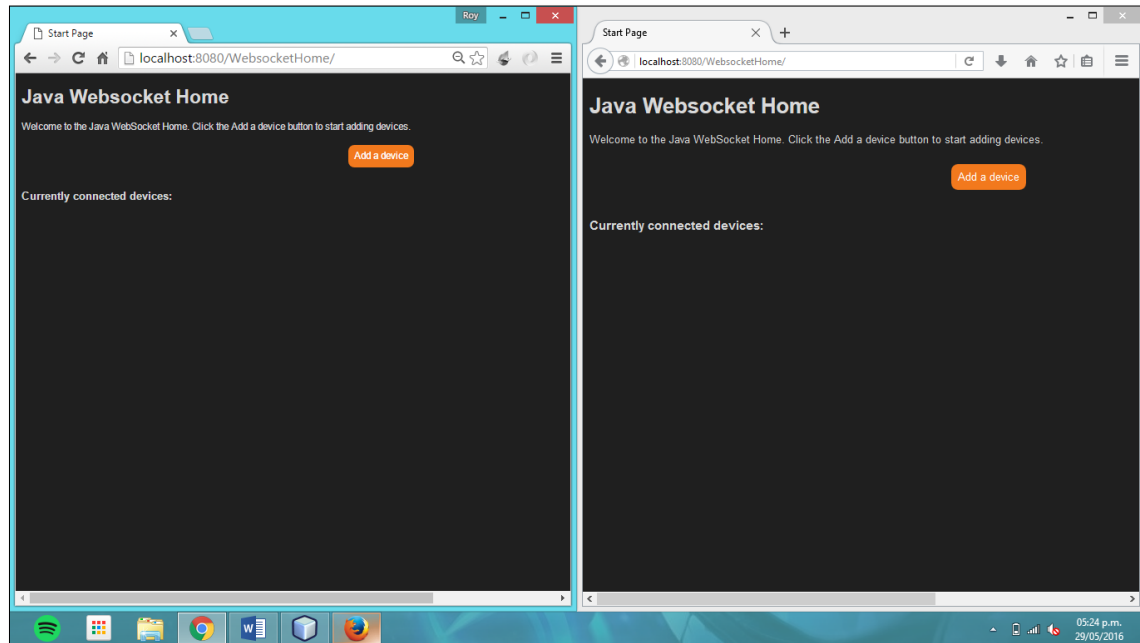 Roy
Start Page
localhost:8080/WebsocketHome/
Java Websocket Home
Welcome to the Java WebSocket Home. Click the Add a device button to start adding devices.
Add a device
Currently connected devices:
Start Page
localhost:8080/WebsocketHome/
Java Websocket Home
Welcome to the Java WebSocket Home. Click the Add a device button to start adding devices.
Add a device
Currently connected devices:
05:24 p.m.
29/05/2016